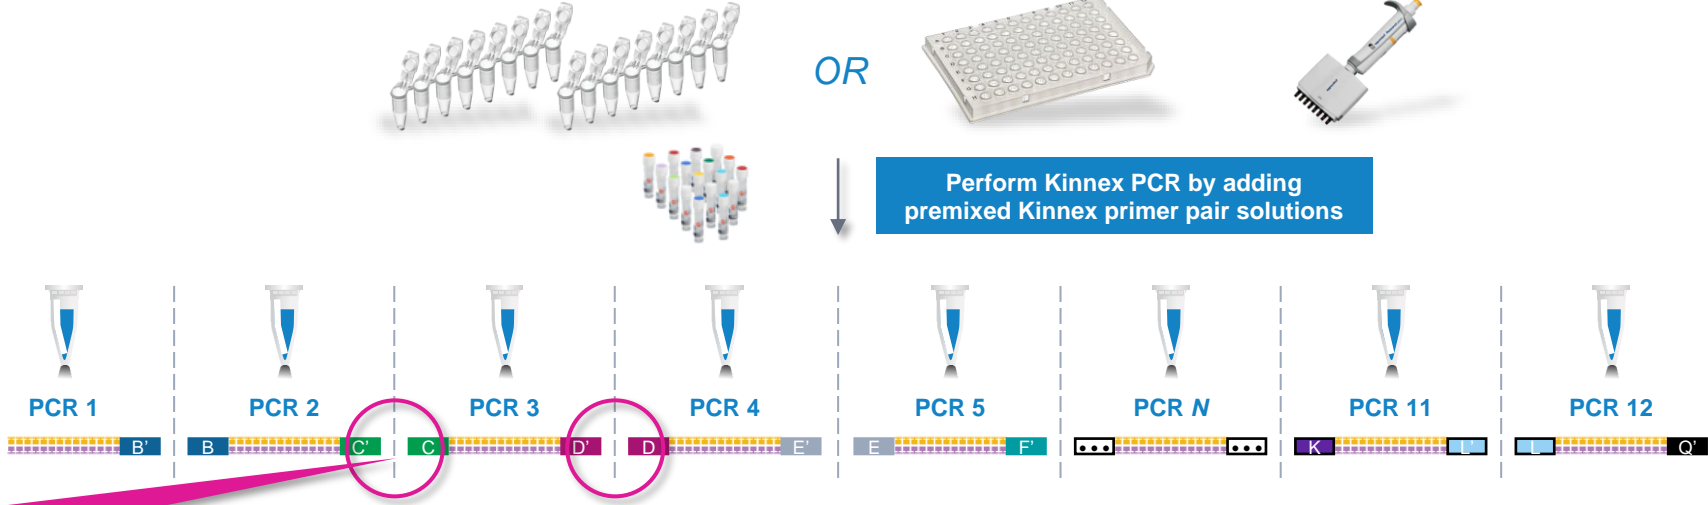 OR
Perform Kinnex PCR by adding
premixed Kinnex primer pair solutions
PCR 1
PCR 2
PCR 3
PCR 4
PCR 5
PCR N
PCR 11
PCR 12
B’
B
C’
C
D’
D
E’
E
F’
K
L’
L
Q’